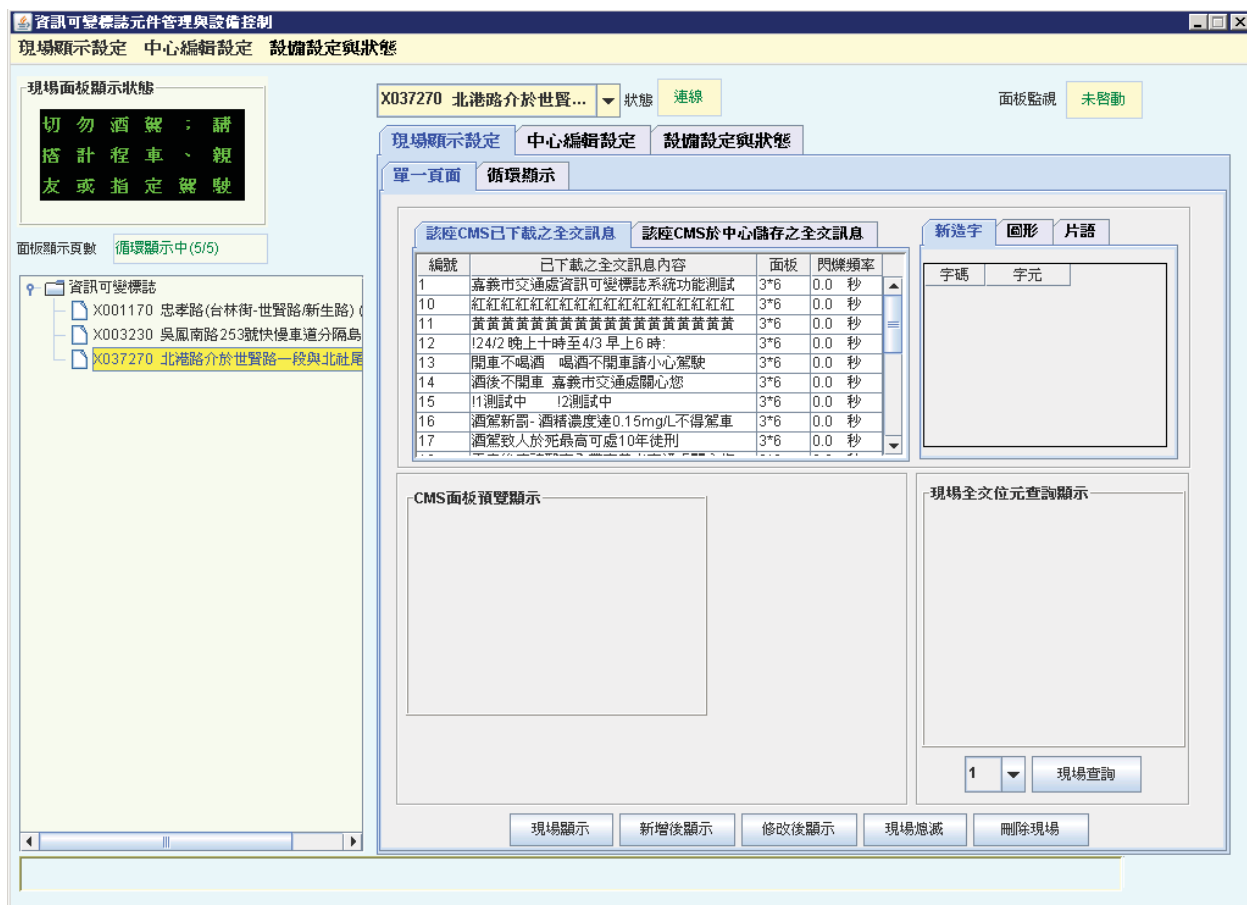 資訊可變標誌元件管理與設備控制
現場顯示設定 中心編輯設定 設備設定與狀態
現場面板顯示狀態
切勿酒駕;請
搭計程車、親
友或指定駕駛
面板顯示頁數 循環顯示中(5/5)
資訊可變標誌
X001170 忠孝路(台林街-世賢路/新生路) (
X003230 吳鳳南路253號快慢車道分隔島
X037270 北港路介於世賢路一段與北社尾
X037270 北港路介於世賢... 狀態 連線 面板監視 未啓動
現場顯示設定 中心編輯設定 設備設定與狀態
單一頁面 循環顯示
該座CMS已下載之全文訊息 該座CMS於中心儲存之全文訊息
編號 已下載之全文訊息內容 面板 閃爍頻率
1 嘉義市交通處資訊可變標誌系統功能測試 3*6 0.0 秒
10 紅紅紅紅紅紅紅紅紅紅紅紅紅紅紅紅紅紅 3*6 0.0 秒
11 黃黃黃黃黃黃黃黃黃黃黃黃黃黃黃黃黃黃 3*6 0.0 秒
12 !24/2 晚上十時至4/3 早上6 時: 3*6 0.0 秒
13 開車不喝酒 喝酒不開車請小心駕駛 3*6 0.0 秒
14 酒後不開車 嘉義市交通處關心您 3*6 0.0 秒
15 !1測試中 !2測試中 3*6 0.0 秒
16 酒駕新罰- 酒精濃度達0.15mg/L不得駕車 3*6 0.0 秒
17 酒駕致人於死最高可處10年徒刑 3*6 0.0 秒
新造字 圖形 片語
字碼 字元
CMS面板預覽顯示
現場全文位元查詢顯示
1 現場查詢
現場顯示 新增後顯示 修改後顯示 現場熄滅 刪除現場